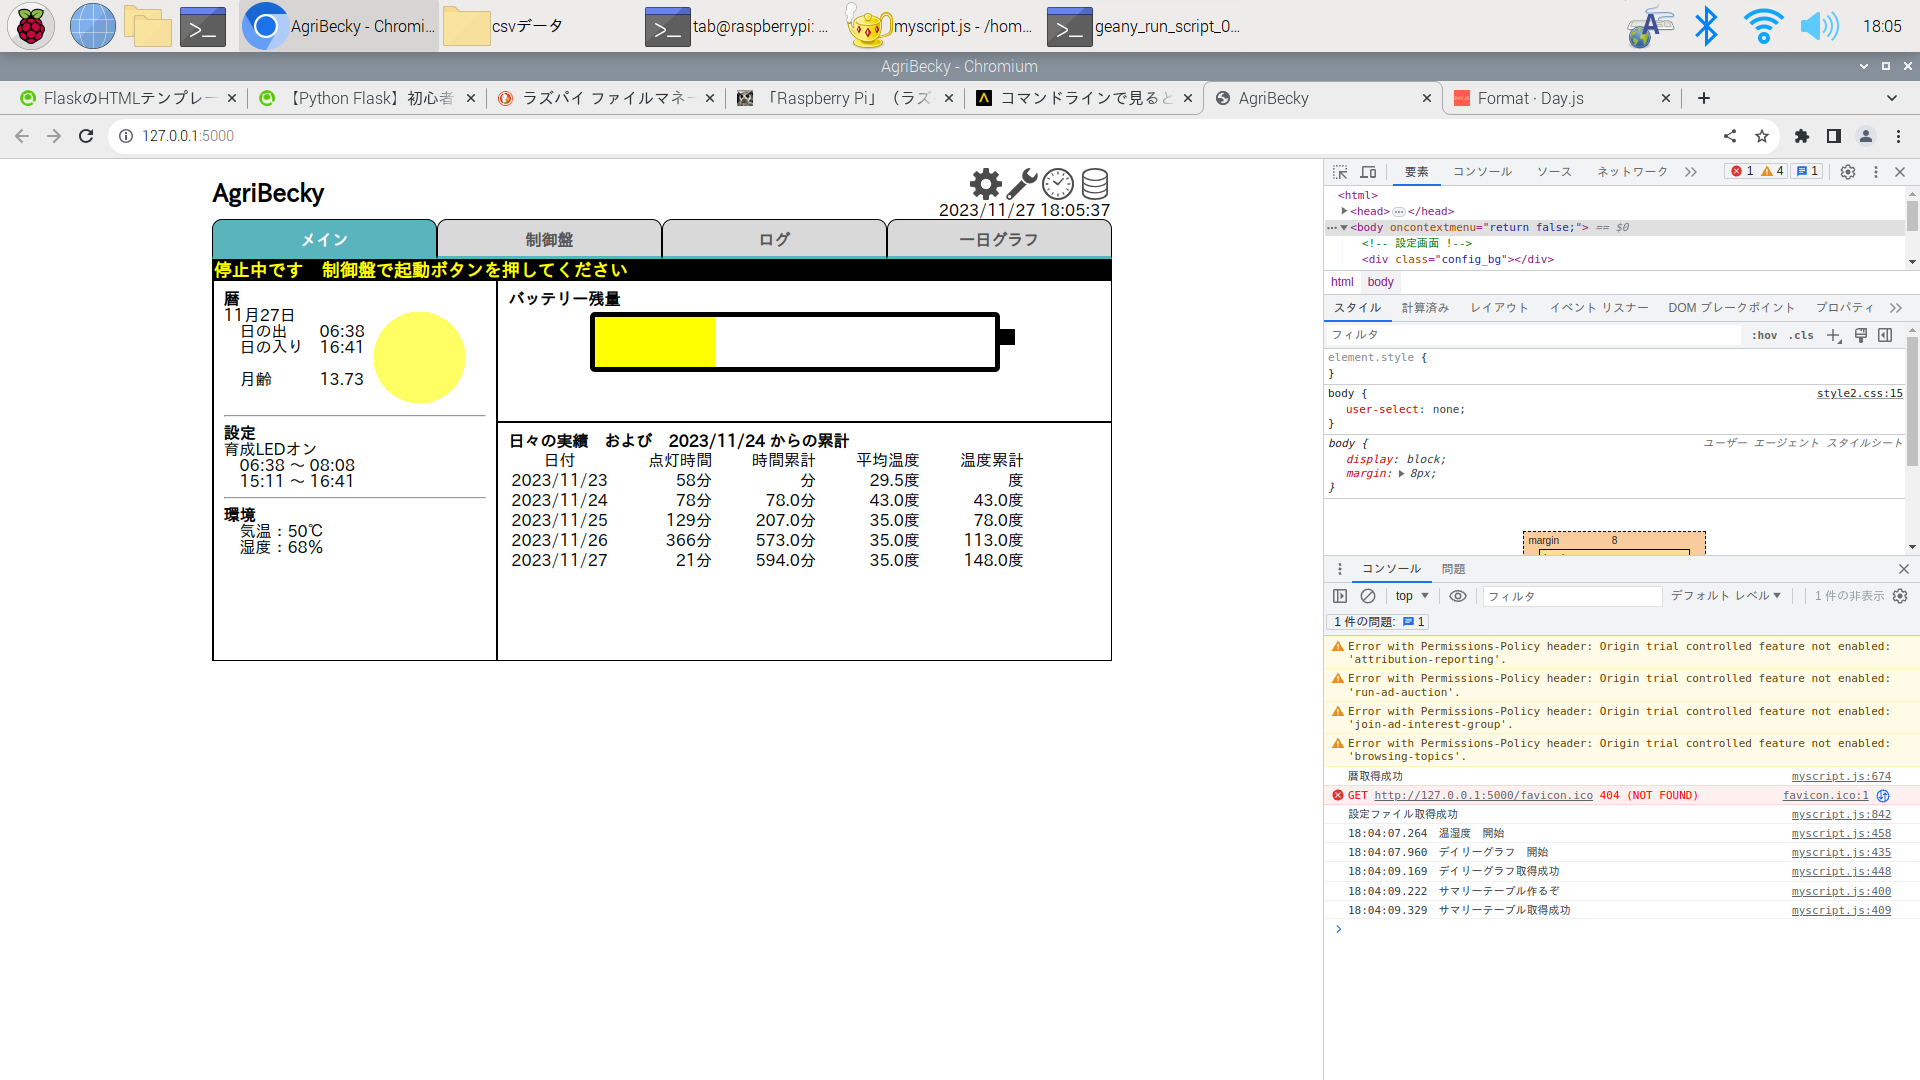 AgriBecky - Chromi...
csvデータ
tab@raspberrypi: ...
myscript.js - /hom...
geany_run_script_0...
18:05
AgriBecky - Chromium
FlaskのHTMLテンプレー
【Python Flask】初心者
ラズパイ ファイルマネー
「Raspberry Pi」（ラズ
コマンドラインで見ると
AgriBecky
Format · Day.js
127.0.0.1:5000
AgriBecky
2023/11/27 18:05:37
メイン
制御盤
ログ
一日グラフ
停止中です　制御盤で起動ボタンを押してください
暦
11月27日
日の出 06:38
日の入り 16:41
月齢 13.73
設定
育成LEDオン
06:38 〜 08:08
15:11 〜 16:41
環境
気温：50℃
湿度：68%
バッテリー残量
日々の実績　および　2023/11/24 からの累計
日付 点灯時間 時間累計 平均温度 温度累計
2023/11/23 58分 分 29.5度 度
2023/11/24 78分 78.0分 43.0度 43.0度
2023/11/25 129分 207.0分 35.0度 78.0度
2023/11/26 366分 573.0分 35.0度 113.0度
2023/11/27 21分 594.0分 35.0度 148.0度
要素 コンソール ソース ネットワーク 1 4 1
<html>
<head> … </head>
<body oncontextmenu="return false;"> == $0
<!-- 設定画面 !-->
<div class="config_bg"></div>
html body
スタイル 計算済み レイアウト イベント リスナー DOM ブレークポイント プロパティ
フィルタ :hov .cls
element.style {
}
body { style2.css:15
user-select: none;
}
body { ユーザー エージェント スタイルシート
display: block;
margin: 8px;
}
margin 8
コンソール 問題
top フィルタ デフォルト レベル 1 件の非表示
1 件の問題: 1
Error with Permissions-Policy header: Origin trial controlled feature not enabled:
'attribution-reporting'.
Error with Permissions-Policy header: Origin trial controlled feature not enabled:
'run-ad-auction'.
Error with Permissions-Policy header: Origin trial controlled feature not enabled:
'join-ad-interest-group'.
Error with Permissions-Policy header: Origin trial controlled feature not enabled:
'browsing-topics'.
暦取得成功 myscript.js:674
GET http://127.0.0.1:5000/favicon.ico 404 (NOT FOUND) favicon.ico:1
設定ファイル取得成功 myscript.js:842
18:04:07.264　温湿度　開始 myscript.js:458
18:04:07.960　デイリーグラフ　開始 myscript.js:435
18:04:09.169　デイリーグラフ取得成功 myscript.js:448
18:04:09.222　サマリーテーブル作るぞ myscript.js:400
18:04:09.329　サマリーテーブル取得成功 myscript.js:409